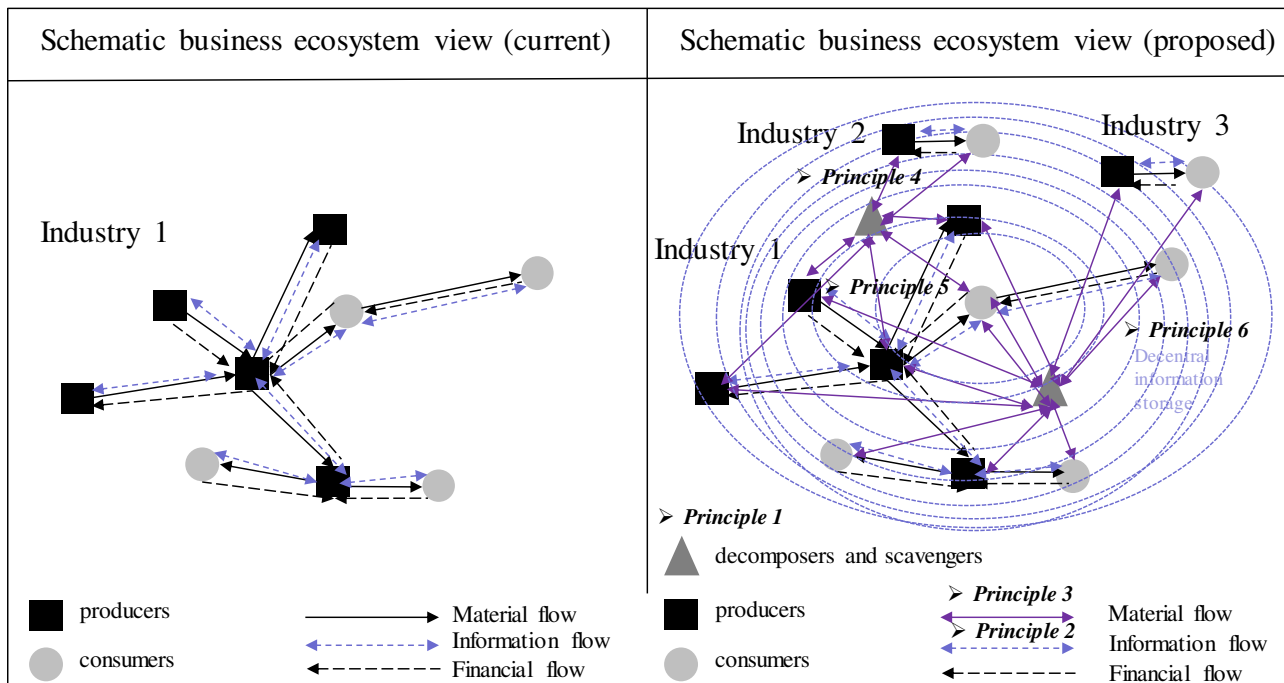 Schematic business ecosystem view (current)
Industry 1
producers
consumers
Material flow
Information flow
Financial flow
Schematic business ecosystem view (proposed)
Industry 2
Industry 3
➢ Principle 4
Industry 1
➢ Principle 5
➢ Principle 6
Decentral
information
storage
➢ Principle 1
decomposers and scavengers
producers
consumers
➢ Principle 3
Material flow
➢ Principle 2
Information flow
Financial flow